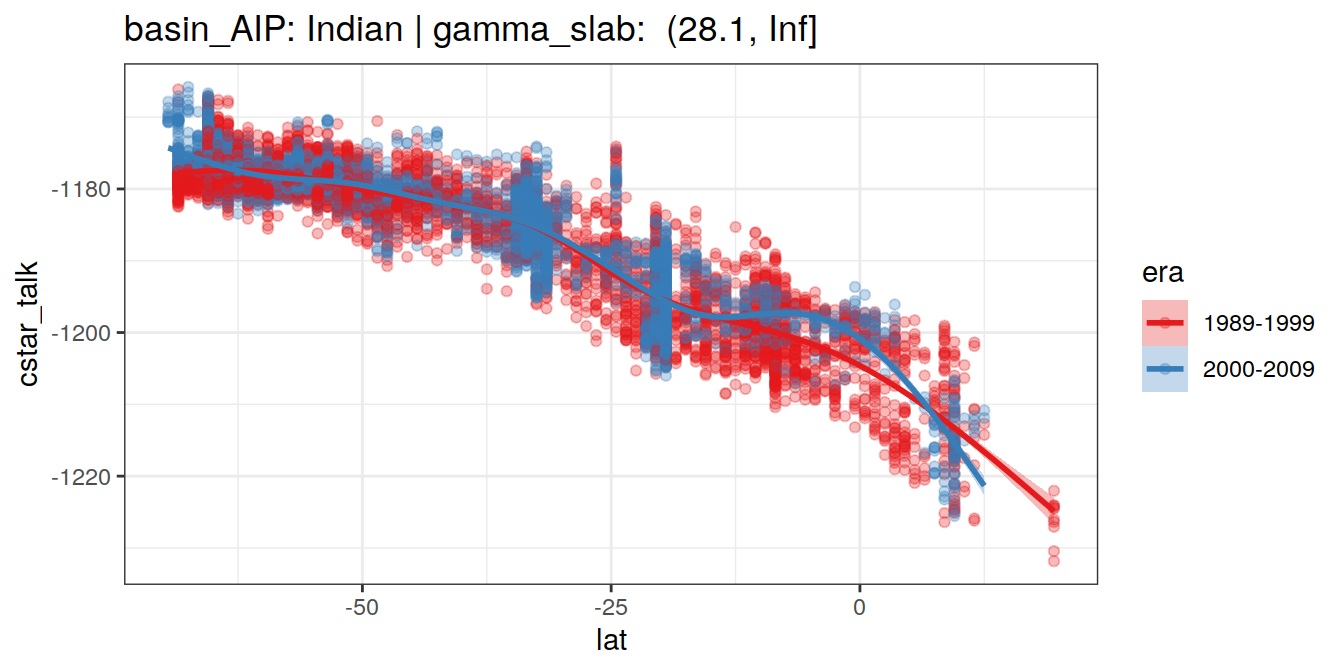 basin_AIP: Indian | gamma_slab:  (28.1, Inf]
cstar_talk
-1180
-1200
-1220
-50
-25
0
lat
era
1989-1999
2000-2009